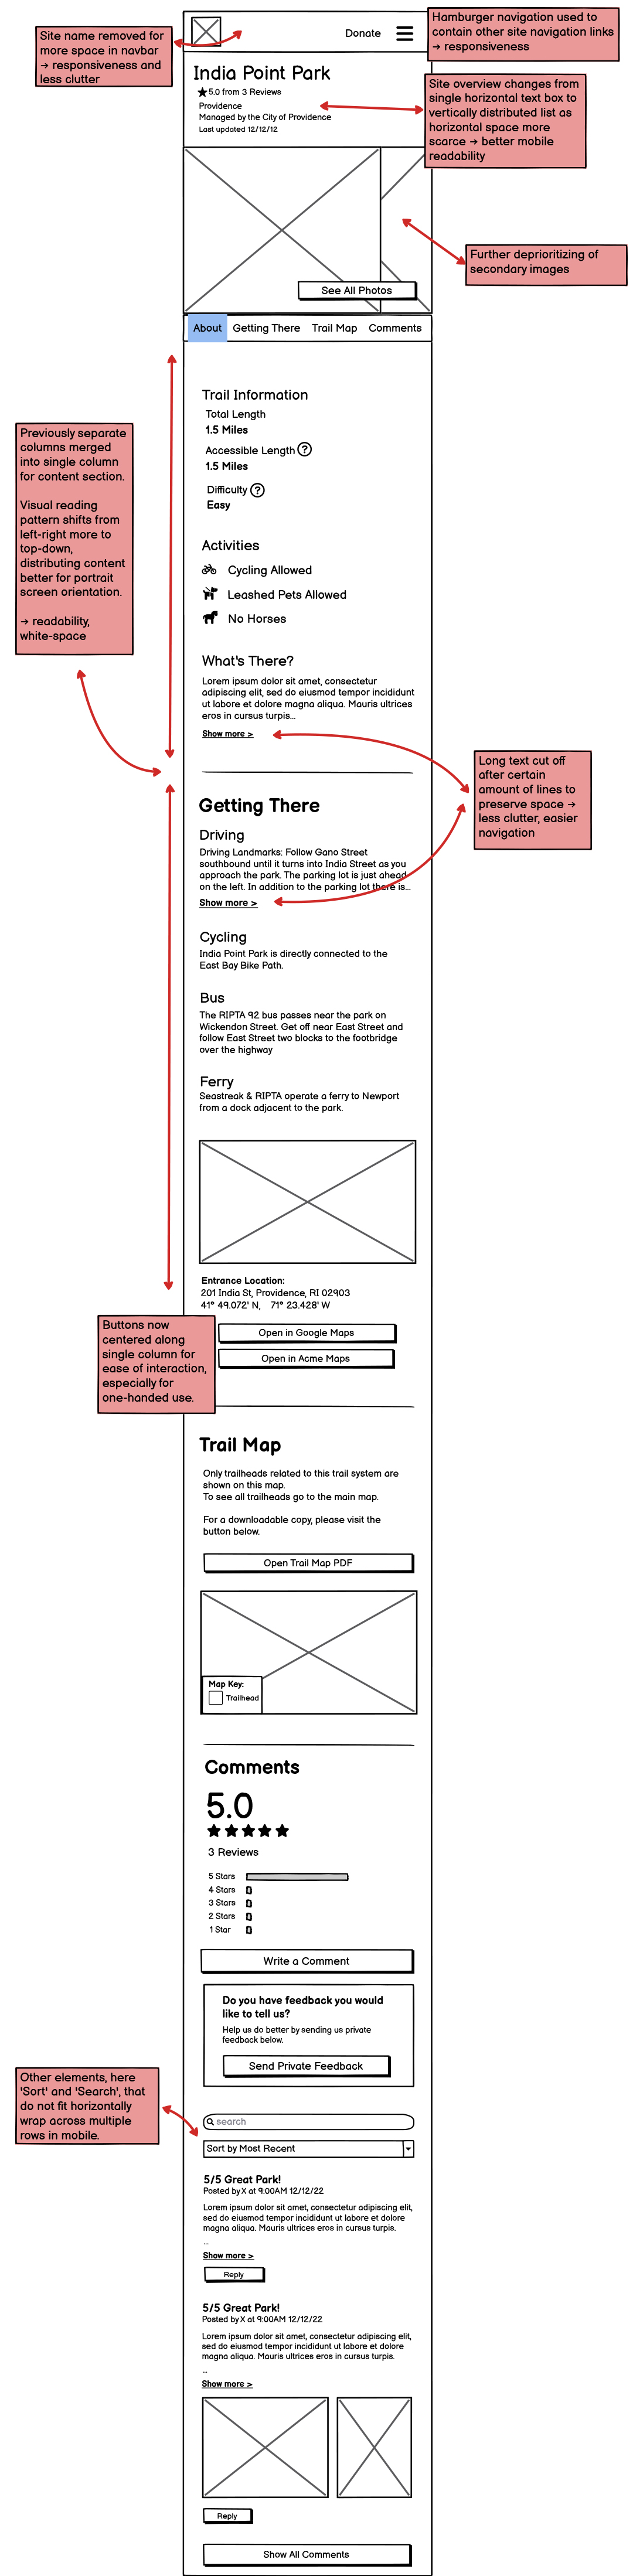 Site name removed for
more space in navbar
→ responsiveness and
less clutter
Donate
Hamburger navigation used to
contain other site navigation links
→ responsiveness
India Point Park
5.0 from 3 Reviews
Providence
Managed by the City of Providence
Last updated 12/12/12
Site overview changes from
single horizontal text box to
vertically distributed list as
horizontal space more
scarce → better mobile
readability
Further deprioritizing of
secondary images
See All Photos
About Getting There Trail Map Comments
Trail Information
Total Length
1.5 Miles
Accessible Length ?
1.5 Miles
Difficulty ?
Easy
Previously separate
columns merged
into single column
for content section.
Visual reading
pattern shifts from
left-right more to
top-down,
distributing content
better for portrait
screen orientation.
→ readability,
white-space
Activities
Cycling Allowed
Leashed Pets Allowed
No Horses
What's There?
Lorem ipsum dolor sit amet, consectetur
adipiscing elit, sed do eiusmod tempor incididunt
ut labore et dolore magna aliqua. Mauris ultrices
eros in cursus turpis...
Show more >
Long text cut off
after certain
amount of lines to
preserve space →
less clutter, easier
navigation
Getting There
Driving
Driving Landmarks: Follow Gano Street
southbound until it turns into India Street as you
approach the park. The parking lot is just ahead
on the left. In addition to the parking lot there is...
Show more >
Cycling
India Point Park is directly connected to the
East Bay Bike Path.
Bus
The RIPTA 92 bus passes near the park on
Wickendon Street. Get off near East Street and
follow East Street two blocks to the footbridge
over the highway
Ferry
Seastreak & RIPTA operate a ferry to Newport
from a dock adjacent to the park.
Entrance Location:
201 India St, Providence, RI 02903
41° 49.072' N, 71° 23.428' W
Buttons now
centered along
single column for
ease of interaction,
especially for
one-handed use.
Open in Google Maps
Open in Acme Maps
Trail Map
Only trailheads related to this trail system are
shown on this map.
To see all trailheads go to the main map.
For a downloadable copy, please visit the
button below.
Open Trail Map PDF
Map Key:
Trailhead
Comments
5.0
3 Reviews
5 Stars
4 Stars
3 Stars
2 Stars
1 Star
Write a Comment
Do you have feedback you would
like to tell us?
Help us do better by sending us private
feedback below.
Send Private Feedback
Other elements, here
'Sort' and 'Search', that
do not fit horizontally
wrap across multiple
rows in mobile.
search
Sort by Most Recent
5/5 Great Park!
Posted by X at 9:00AM 12/12/22
Lorem ipsum dolor sit amet, consectetur adipiscing elit,
sed do eiusmod tempor incididunt ut labore et dolore
magna aliqua. Mauris ultrices eros in cursus turpis.
...
Show more >
Reply
5/5 Great Park!
Posted by X at 9:00AM 12/12/22
Lorem ipsum dolor sit amet, consectetur adipiscing elit,
sed do eiusmod tempor incididunt ut labore et dolore
magna aliqua. Mauris ultrices eros in cursus turpis.
...
Show more >
Reply
Show All Comments